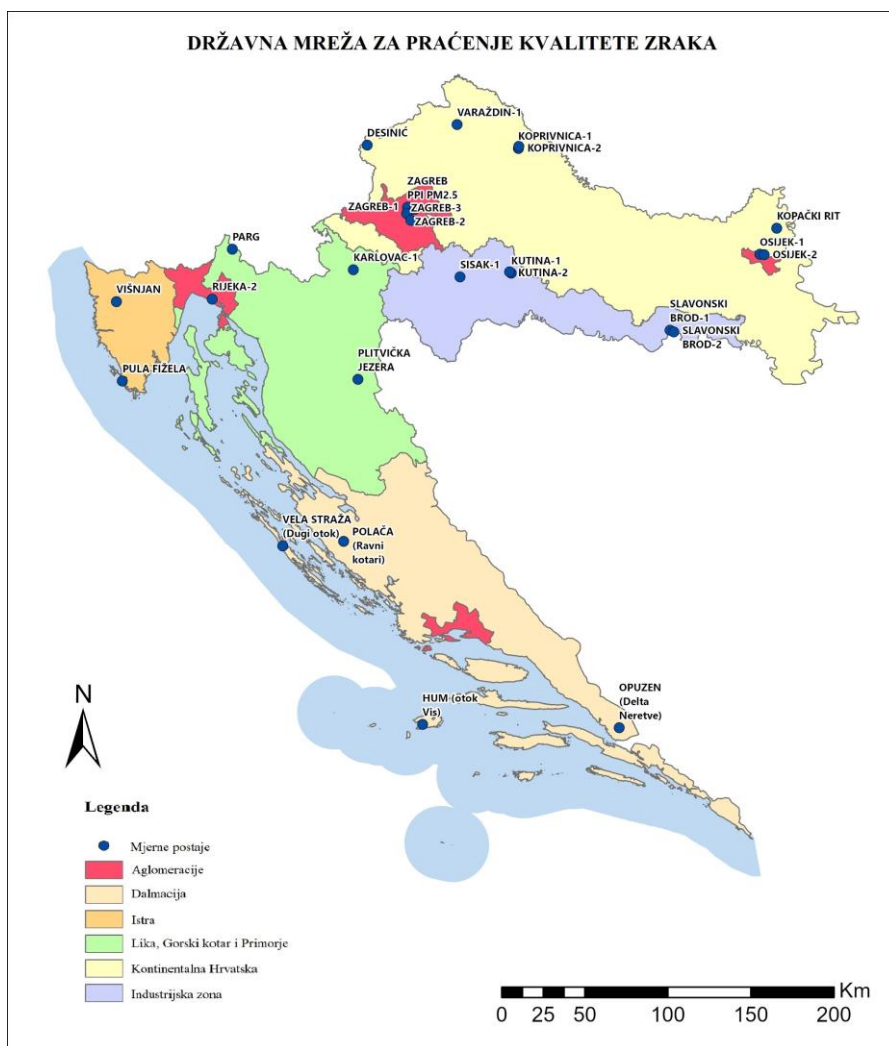 DRŽAVNA MREŽA ZA PRAĆENJE KVALITETE ZRAKA
VARAŽDIN-1
DESINIĆ
KOPRIVNICA-1
KOPRIVNICA-2
ZAGREB
PPI PM2.5
ZAGREB-1
ZAGREB-3
ZAGREB-2
KOPAČKI RIT
PARG
OSIJEK-1
OSIJEK-2
KARLOVAC-1
SISAK-1
KUTINA-1
KUTINA-2
VIŠNJAN
RIJEKA-2
SLAVONSKI
BROD-1
SLAVONSKI
BROD-2
PLITVIČKA
JEZERA
PULA FIŽELA
VELA STRAŽA
(Dugi otok)
POLAČA
(Ravni
kotari)
HUM (otok
Vis)
OPUZEN
(Delta
Neretve)
N
Legenda
Mjerne postaje
Aglomeracije
Dalmacija
Istra
Lika, Gorski kotar i Primorje
Kontinentalna Hrvatska
Industrijska zona
Km
0 25 50 100 150 200